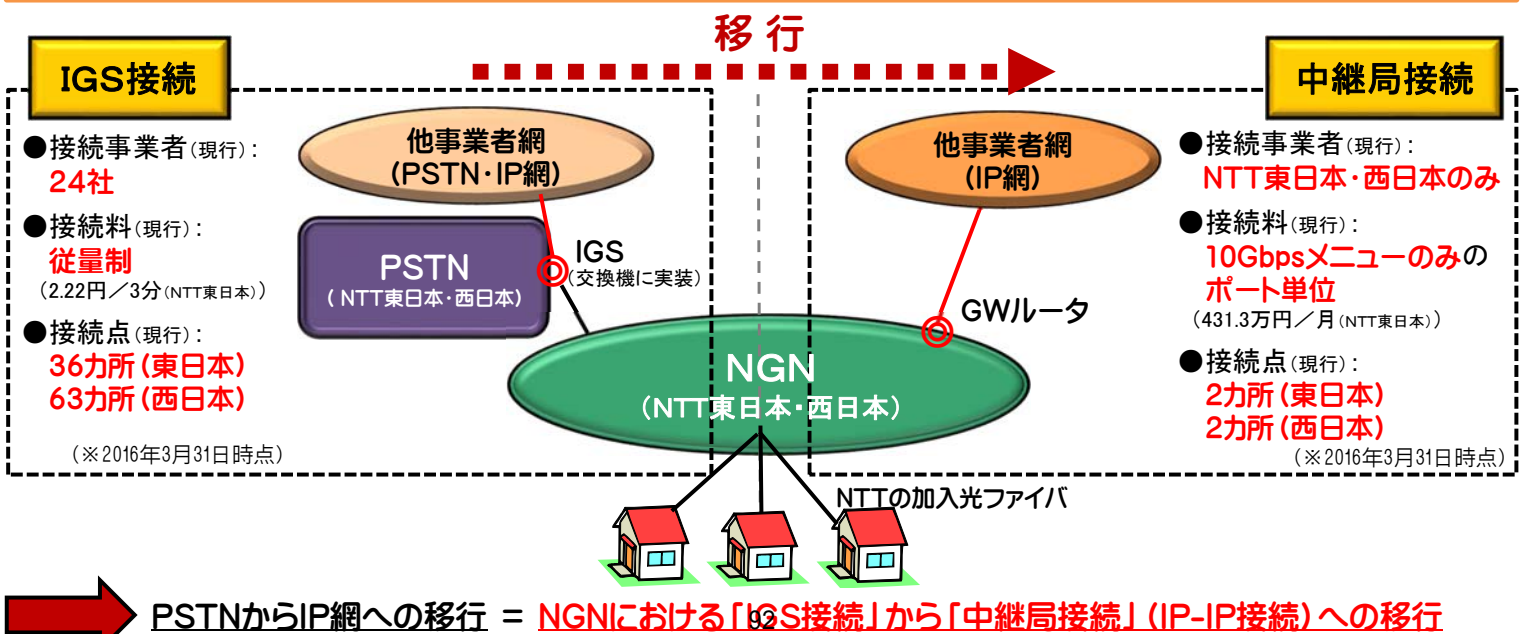 移 行
IGS接続
●接続事業者(現行)：
24社
●接続料(現行)：
従量制
(2.22円／3分(NTT東日本))
●接続点(現行)：
36カ所(東日本)
63カ所(西日本)
(※2016年3月31日時点)
他事業者網
(PSTN・IP網)
PSTN
(NTT東日本・西日本)
IGS
(交換機に実装)
他事業者網
(IP網)
GWルータ
NGN
(NTT東日本・西日本)
NTTの加入光ファイバ
中継局接続
●接続事業者(現行)：
NTT東日本・西日本のみ
●接続料(現行)：
10Gbpsメニューのみの
ポート単位
(431.3万円／月(NTT東日本))
●接続点(現行)：
2カ所(東日本)
2カ所(西日本)
(※2016年3月31日時点)
PSTNからIP網への移行 ＝ NGNにおける「IGS接続」から「中継局接続」(IP-IP接続)への移行
92